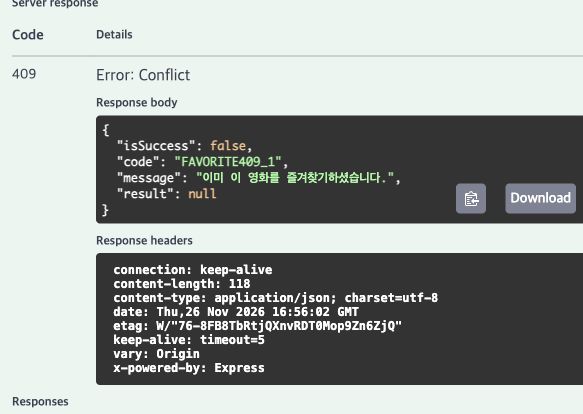 Server response
Code Details
409 Error: Conflict
Response body
{
"isSuccess": false,
"code": "FAVORITE409_1",
"message": "이미 이 영화를 즐겨찾기하셨습니다.",
"result": null
}
Download
Response headers
connection: keep-alive
content-length: 118
content-type: application/json; charset=utf-8
date: Thu,26 Nov 2026 16:56:02 GMT
etag: W/"76-8FB8TbRtjQXnvRDT0Mop9Zn6ZjQ"
keep-alive: timeout=5
vary: Origin
x-powered-by: Express
Responses